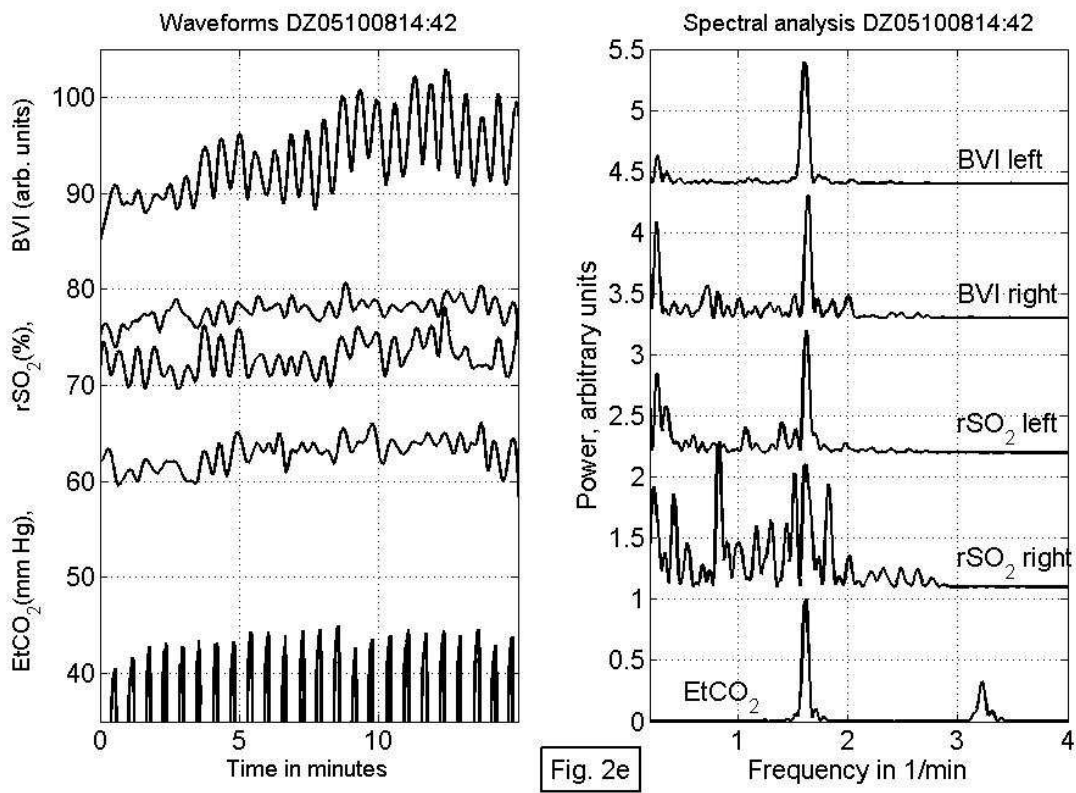 Waveforms DZ05100814:42
100
90
80
70
60
50
40
0
5
10
EtCO2(mm Hg), rSO2(%), BVI (arb. units)
Time in minutes
Fig. 2e
Spectral analysis DZ05100814:42
5.5
5
4.5
4
3.5
3
2.5
2
1.5
1
0.5
0
1
2
3
4
Power, arbitrary units
BVI left
BVI right
rSO2 left
rSO2 right
EtCO2
Frequency in 1/min